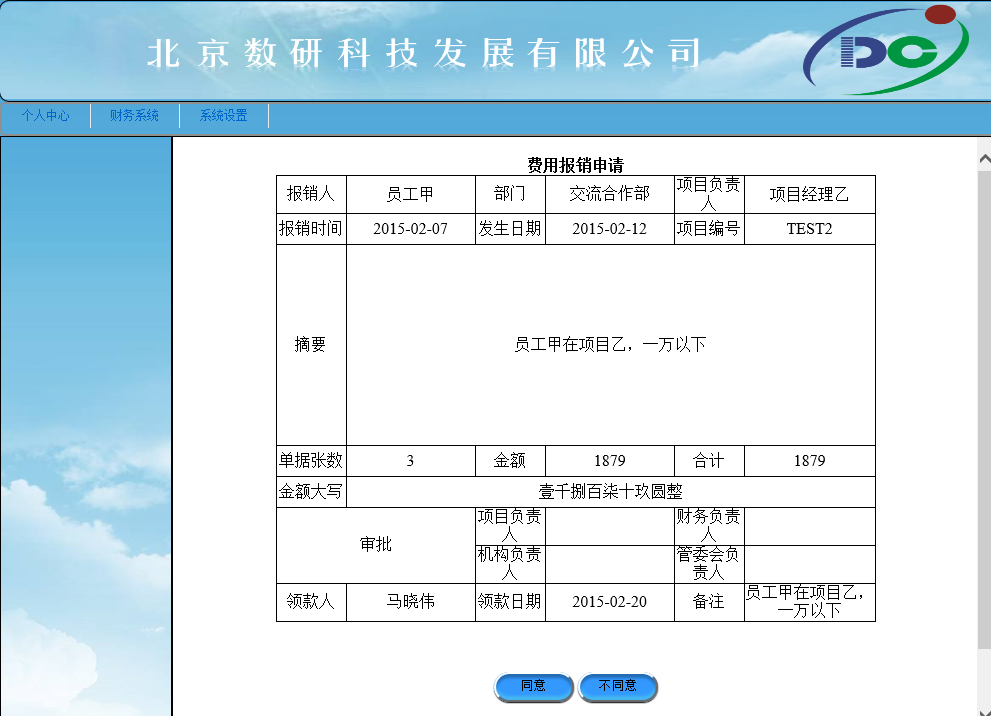 北京数研科技发展有限公司
DC
个人中心 财务系统 系统设置
费用报销申请
报销人 员工甲 部门 交流合作部 项目负责人 项目经理乙
报销时间 2015-02-07 发生日期 2015-02-12 项目编号 TEST2
摘要 员工甲在项目乙，一万以下
单据张数 3 金额 1879 合计 1879
金额大写 壹千捌百柒十玖圆整
审批 项目负责人 财务负责人
机构负责人 管委会负责人
领款人 马晓伟 领款日期 2015-02-20 备注 员工甲在项目乙，一万以下
同意 不同意